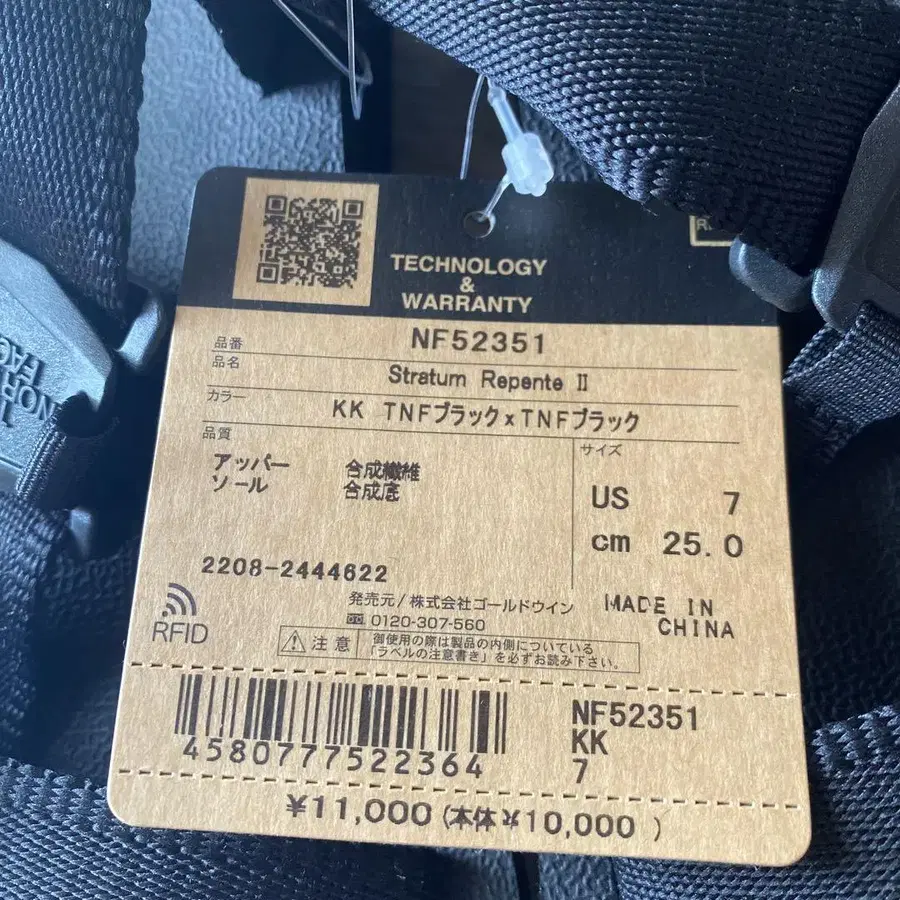 TECHNOLOGY
&
WARRANTY
品番 NF52351
品名 Stratum Repente II
カラー KK TNFブラックxTNFブラック
品質
アッパー 合成繊維
ソール 合成底
サイズ
US 7
cm 25.0
2208-2444622
RFID
発売元/株式会社ゴールドウイン
0120-307-560
MADE IN
CHINA
注意
御使用の際は製品の内側についている
「ラベルの注意書き」を必ずお読み下さい。
4580777522364
NF52351
KK
7
¥11,000 (本体¥10,000 )
NOR
FAC